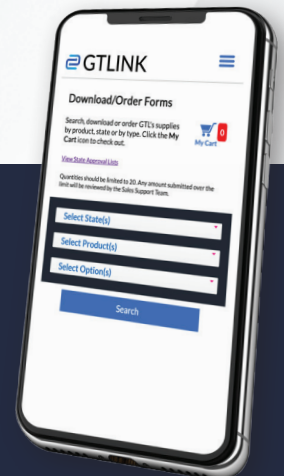 GTLINK
Download/Order Forms
Search, download or order GTL's supplies
by product, state or by type. Click the My
Cart icon to check out.
0
My Cart
View State Approval Lists
Quantities should be limited to 20. Any amount submitted over the
limit will be reviewed by the Sales Support Team.
Select State(s)
Select Product(s)
Select Option(s)
Search